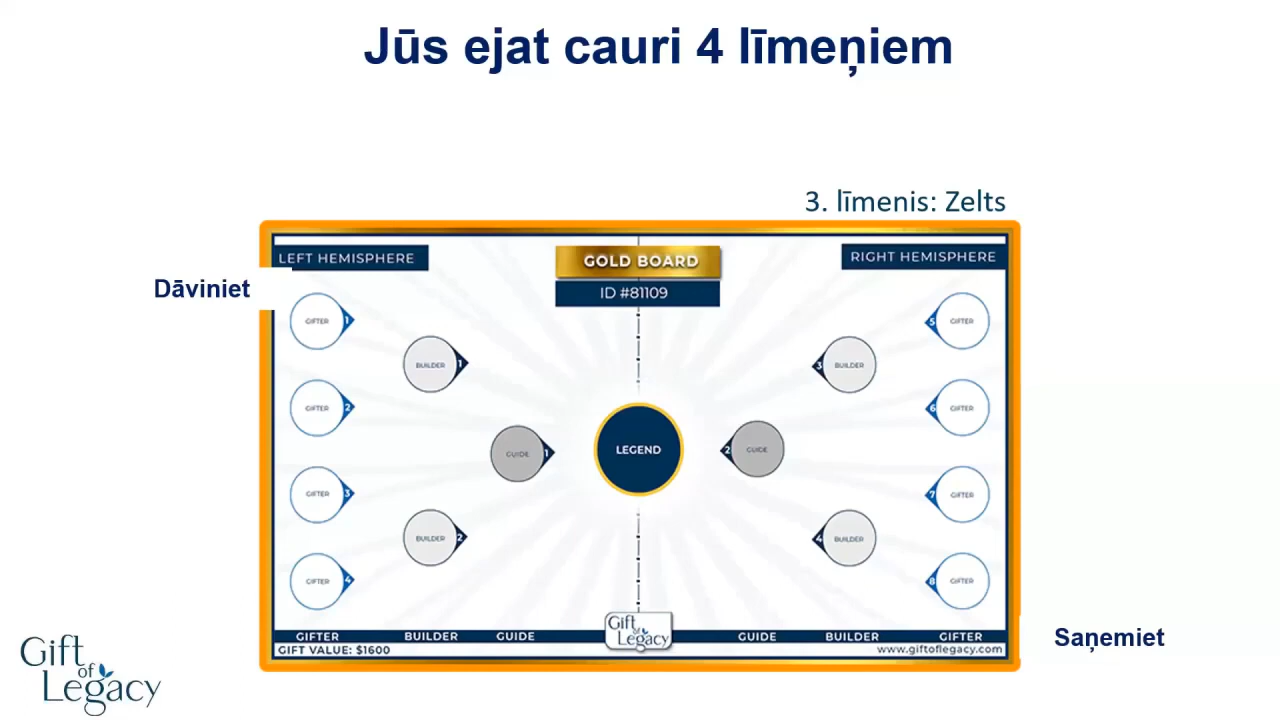 Jūs ejat cauri 4 līmeņiem
3. līmenis: Zelts
LEFT HEMISPHERE
GOLD BOARD
RIGHT HEMISPHERE
ID #81109
Dāviniet
GIFTER 1
5 GIFTER
BUILDER 1
3 BUILDER
GIFTER 2
6 GIFTER
GUIDE 1
LEGEND
2 GUIDE
GIFTER 3
7 GIFTER
BUILDER 2
4 BUILDER
GIFTER 4
8 GIFTER
Gift of Legacy
GIFTER BUILDER GUIDE
GUIDE BUILDER GIFTER
GIFT VALUE: $1600
www.giftoflegacy.com
Saņemiet
Gift
of
Legacy